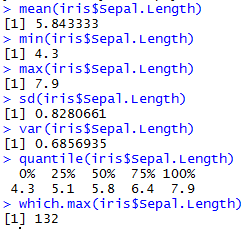 > mean(iris$Sepal.Length)
[1] 5.843333
> min(iris$Sepal.Length)
[1] 4.3
> max(iris$Sepal.Length)
[1] 7.9
> sd(iris$Sepal.Length)
[1] 0.8280661
> var(iris$Sepal.Length)
[1] 0.6856935
> quantile(iris$Sepal.Length)
  0%  25%  50%  75% 100%
 4.3  5.1  5.8  6.4  7.9
> which.max(iris$Sepal.Length)
[1] 132